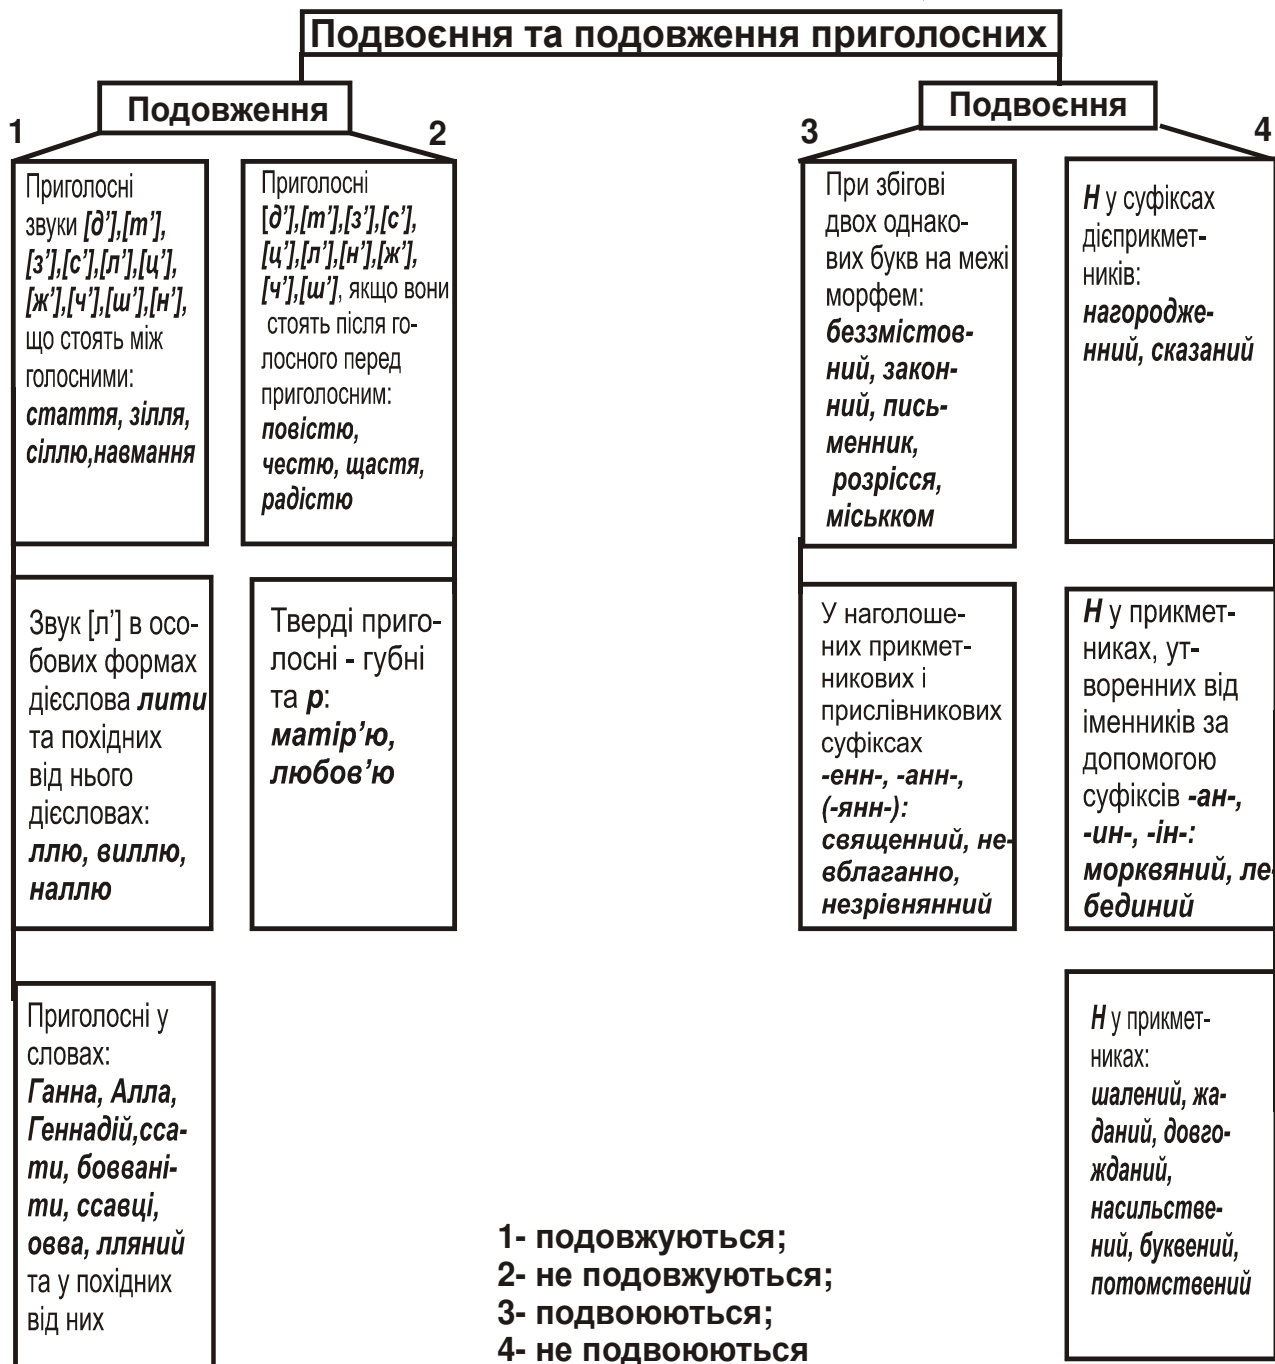 Подвоєння та подовження приголосних
Подовження
Подвоєння
1
2
3
4
Приголосні
звуки [д’],[т’],
[з’],[с’],[л’],[ц’],
[ж’],[ч’],[ш’],[н’],
що стоять між
голосними:
стаття, зілля,
сіллю,навмання
Приголосні
[д’],[т’],[з’],[с’],
[ц’],[л’],[н’],[ж’],
[ч’],[ш’], якщо вони
стоять після го-
лосного перед
приголосним:
повістю,
честю, щастя,
радістю
При збігові
двох однако-
вих букв на межі
морфем:
беззмістов-
ний, закон-
ний, пись-
менник,
розрісся,
міськком
Н у суфіксах
дієприкмет-
ників:
нагородже-
нний, сказаний
Звук [л’] в осо-
бових формах
дієслова лити
та похідних
від нього
дієсловах:
ллю, виллю,
наллю
Тверді приго-
лосні - губні
та р:
матір’ю,
любов’ю
У наголоше-
них прикмет-
никових і
прислівникових
суфіксах
-енн-, -анн-,
(-янн-):
священний, не-
вблаганно,
незрівнянний
Н у прикмет-
никах, ут-
воренних від
іменників за
допомогою
суфіксів -ан-,
-ин-, -ін-:
морквяний, ле-
бединий
Приголосні у
словах:
Ганна, Алла,
Геннадій,сса-
ти, боввані-
ти, ссавці,
овва, лляний
та у похідних
від них
Н у прикмет-
никах:
шалений, жа-
даний, довго-
жданий,
насильстве-
ний, буквений,
потомствений
1- подовжуються;
2- не подовжуються;
3- подвоюються;
4- не подвоюються